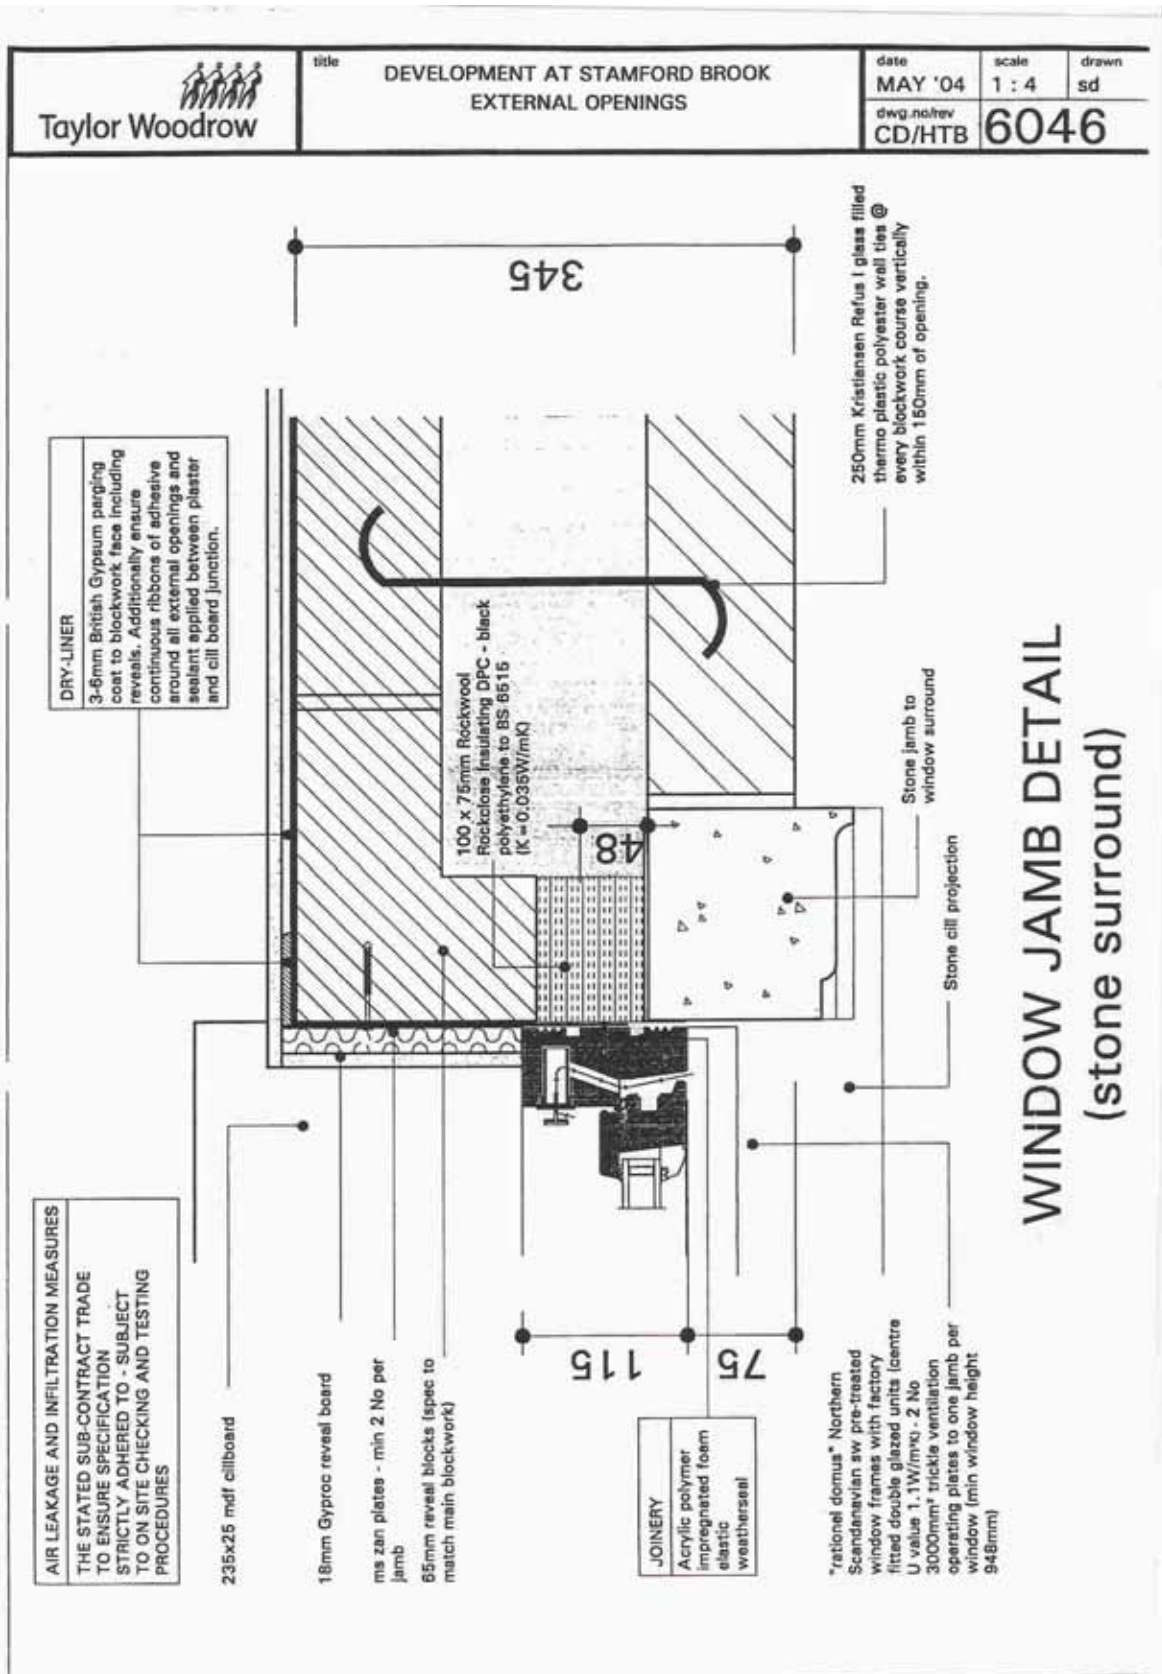 Taylor Woodrow
title
DEVELOPMENT AT STAMFORD BROOK
EXTERNAL OPENINGS
date
MAY '04
scale
1 : 4
drawn
sd
dwg.no/rev
CD/HTB
6046
AIR LEAKAGE AND INFILTRATION MEASURES
THE STATED SUB-CONTRACT TRADE
TO ENSURE SPECIFICATION
STRICTLY ADHERED TO - SUBJECT
TO ON SITE CHECKING AND TESTING
PROCEDURES
DRY-LINER
3-6mm British Gypsum parging
coat to blockwork face including
reveals. Additionally ensure
continuous ribbons of adhesive
around all external openings and
sealant applied between plaster
and cill board junction.
235x25 mdf cillboard
18mm Gyproc reveal board
ms zan plates - min 2 No per
jamb
65mm reveal blocks (spec to
match main blockwork)
100 x 75mm Rockwool
Rockclose Insulating DPC - black
polyethylene to BS 6515
(K = 0.035W/mK)
345
48
115
75
JOINERY
Acrylic polymer
impregnated foam
elastic
weatherseal
"rational domus" Northern
Scandanavian sw pre-treated
window frames with factory
fitted double glazed units (centre
U value 1.1W/m²K) - 2 No
3000mm² trickle ventilation
operating plates to one jamb per
window (min window height
948mm)
250mm Kristiansen Refus I glass filled
thermo plastic polyester wall ties @
every blockwork course vertically
within 150mm of opening.
Stone jamb to
window surround
Stone cill projection
WINDOW JAMB DETAIL
(stone surround)